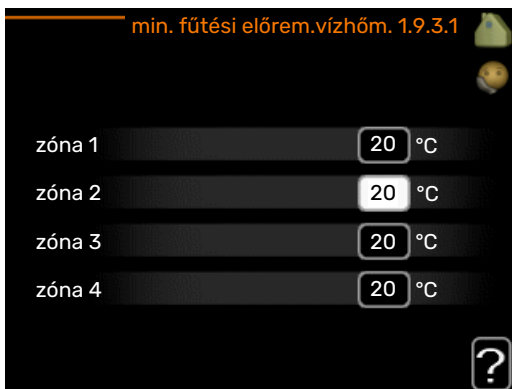 min. fűtési előrem.vízhőm. 1.9.3.1
zóna 1 20 °C
zóna 2 20 °C
zóna 3 20 °C
zóna 4 20 °C
?